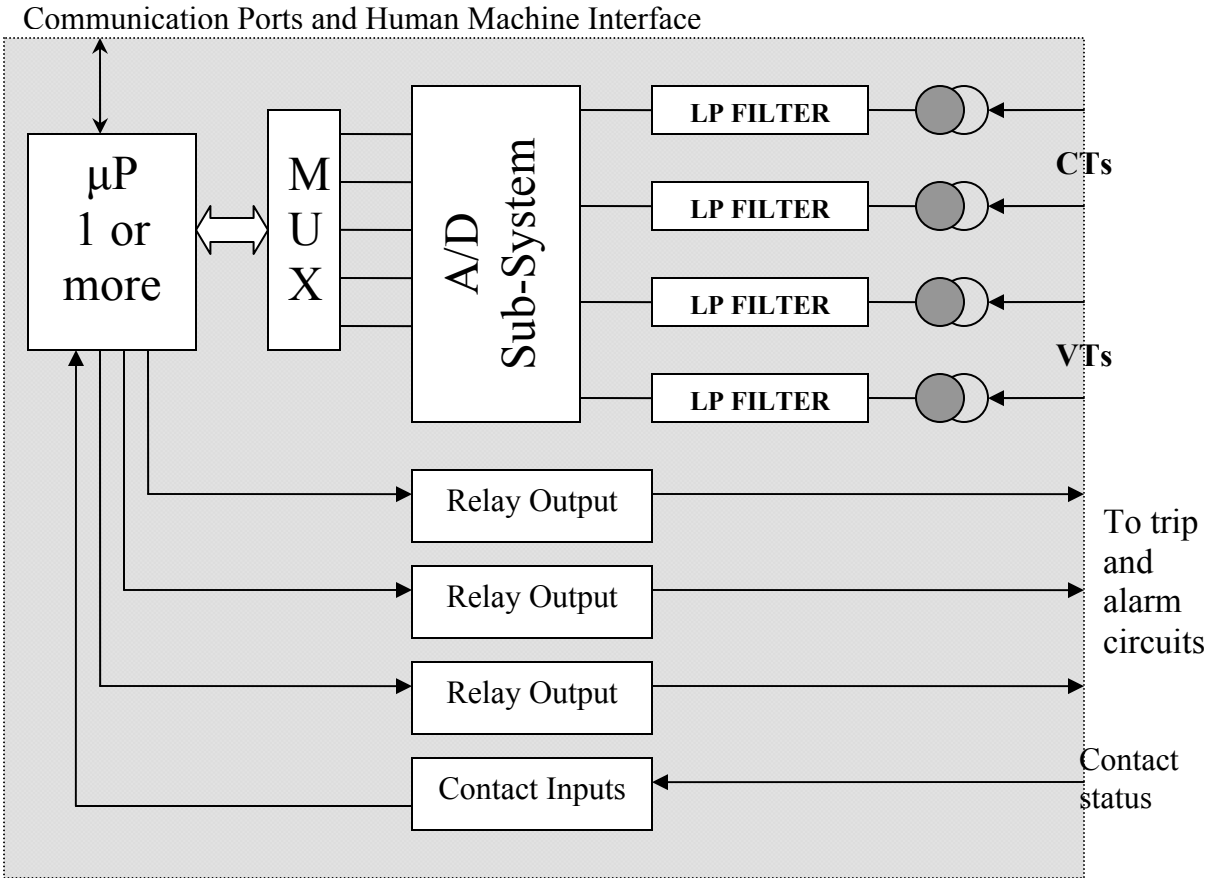 Communication Ports and Human Machine Interface
μP
1 or
more
M
U
X
A/D
Sub-System
LP FILTER
LP FILTER
LP FILTER
LP FILTER
CTs
VTs
Relay Output
Relay Output
Relay Output
Contact Inputs
To trip
and
alarm
circuits
Contact
status